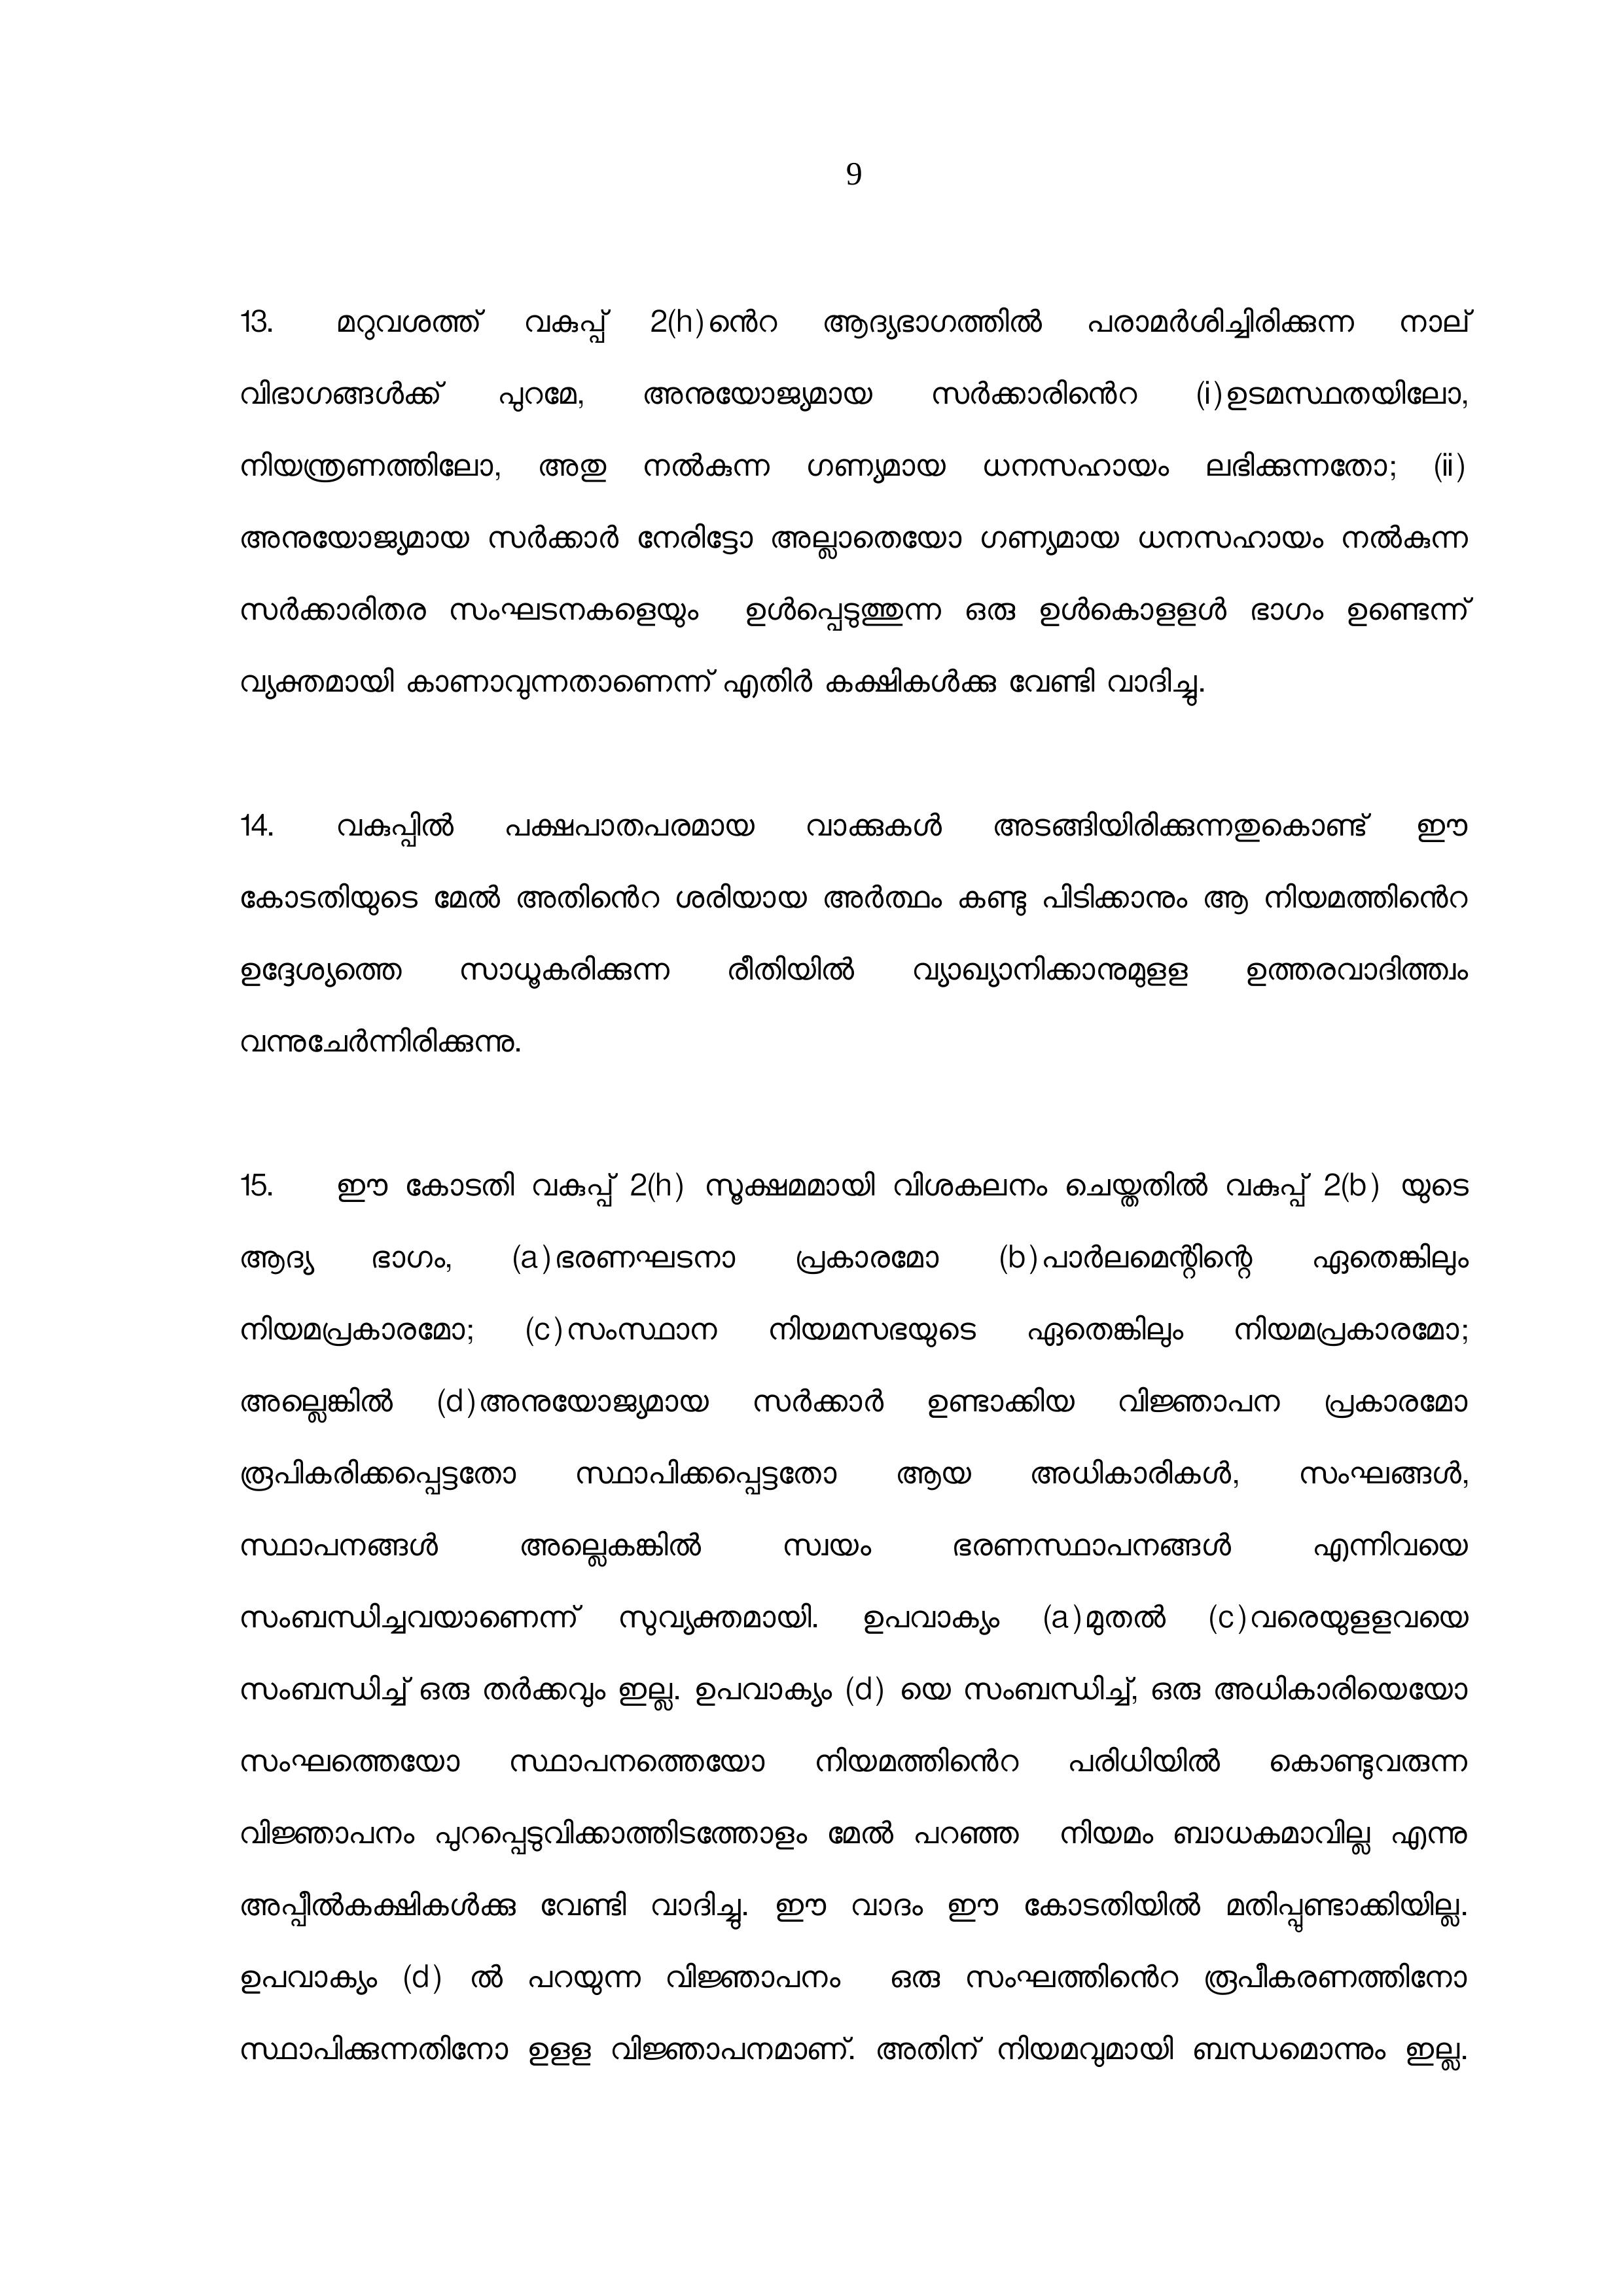 9
13. മറുവശത്ത് വകുപ്പ് 2(h)ൻെറ ആദ്യഭാഗത്തിൽ പരാമർശിച്ചിരിക്കുന്ന നാല്
വിഭാഗങ്ങൾക്ക് പുറമേ, അനുയോജ്യമായ സർക്കാരിൻെറ (i)ഉടമസ്ഥതയിലോ,
നിയന്ത്രണത്തിലോ, അതു നൽകുന്ന ഗണ്യമായ ധനസഹായം ലഭിക്കുന്നതോ; (ii)
അനുയോജ്യമായ സർക്കാർ നേരിട്ടോ അല്ലാതെയോ ഗണ്യമായ ധനസഹായം നൽകുന്ന
സർക്കാരിതര സംഘടനകളെയും ഉൾപ്പെടുത്തുന്ന ഒരു ഉൾകൊളളൾ ഭാഗം ഉണ്ടെന്ന്
വ്യക്തമായി കാണാവുന്നതാണെന്ന് എതിർ കക്ഷികൾക്കു വേണ്ടി വാദിച്ചു.
14. വകുപ്പിൽ പക്ഷപാതപരമായ വാക്കുകൾ അടങ്ങിയിരിക്കുന്നതുകൊണ്ട് ഈ
കോടതിയുടെ മേൽ അതിൻെറ ശരിയായ അർത്ഥം കണ്ടു പിടിക്കാനും ആ നിയമത്തിൻെറ
ഉദ്ദേശ്യത്തെ സാധൂകരിക്കുന്ന രീതിയിൽ വ്യാഖ്യാനിക്കാനുമുളള ഉത്തരവാദിത്ത്വം
വന്നുചേർന്നിരിക്കുന്നു.
15. ഈ കോടതി വകുപ്പ് 2(h) സൂക്ഷമമായി വിശകലനം ചെയ്തതിൽ വകുപ്പ് 2(b) യുടെ
ആദ്യ ഭാഗം, (a)ഭരണഘടനാ പ്രകാരമോ (b)പാർലമെന്റിന്റെ ഏതെങ്കിലും
നിയമപ്രകാരമോ; (c)സംസ്ഥാന നിയമസഭയുടെ ഏതെങ്കിലും നിയമപ്രകാരമോ;
അല്ലെങ്കിൽ (d)അനുയോജ്യമായ സർക്കാർ ഉണ്ടാക്കിയ വിജ്ഞാപന പ്രകാരമോ
രൂപികരിക്കപ്പെട്ടതോ സ്ഥാപിക്കപ്പെട്ടതോ ആയ അധികാരികൾ, സംഘങ്ങൾ,
സ്ഥാപനങ്ങൾ അല്ലെകങ്കിൽ സ്വയം ഭരണസ്ഥാപനങ്ങൾ എന്നിവയെ
സംബന്ധിച്ചവയാണെന്ന് സുവ്യക്തമായി. ഉപവാക്യം (a)മുതൽ (c)വരെയുളളവയെ
സംബന്ധിച്ച് ഒരു തർക്കവും ഇല്ല. ഉപവാക്യം (d) യെ സംബന്ധിച്ച്, ഒരു അധികാരിയെയോ
സംഘത്തെയോ സ്ഥാപനത്തെയോ നിയമത്തിൻെറ പരിധിയിൽ കൊണ്ടുവരുന്ന
വിജ്ഞാപനം പുറപ്പെടുവിക്കാത്തിടത്തോളം മേൽ പറഞ്ഞ നിയമം ബാധകമാവില്ല എന്നു
അപ്പീൽകക്ഷികൾക്കു വേണ്ടി വാദിച്ചു. ഈ വാദം ഈ കോടതിയിൽ മതിപ്പുണ്ടാക്കിയില്ല.
ഉപവാക്യം (d) ൽ പറയുന്ന വിജ്ഞാപനം ഒരു സംഘത്തിൻെറ രൂപീകരണത്തിനോ
സ്ഥാപിക്കുന്നതിനോ ഉളള വിജ്ഞാപനമാണ്. അതിന് നിയമവുമായി ബന്ധമൊന്നും ഇല്ല.